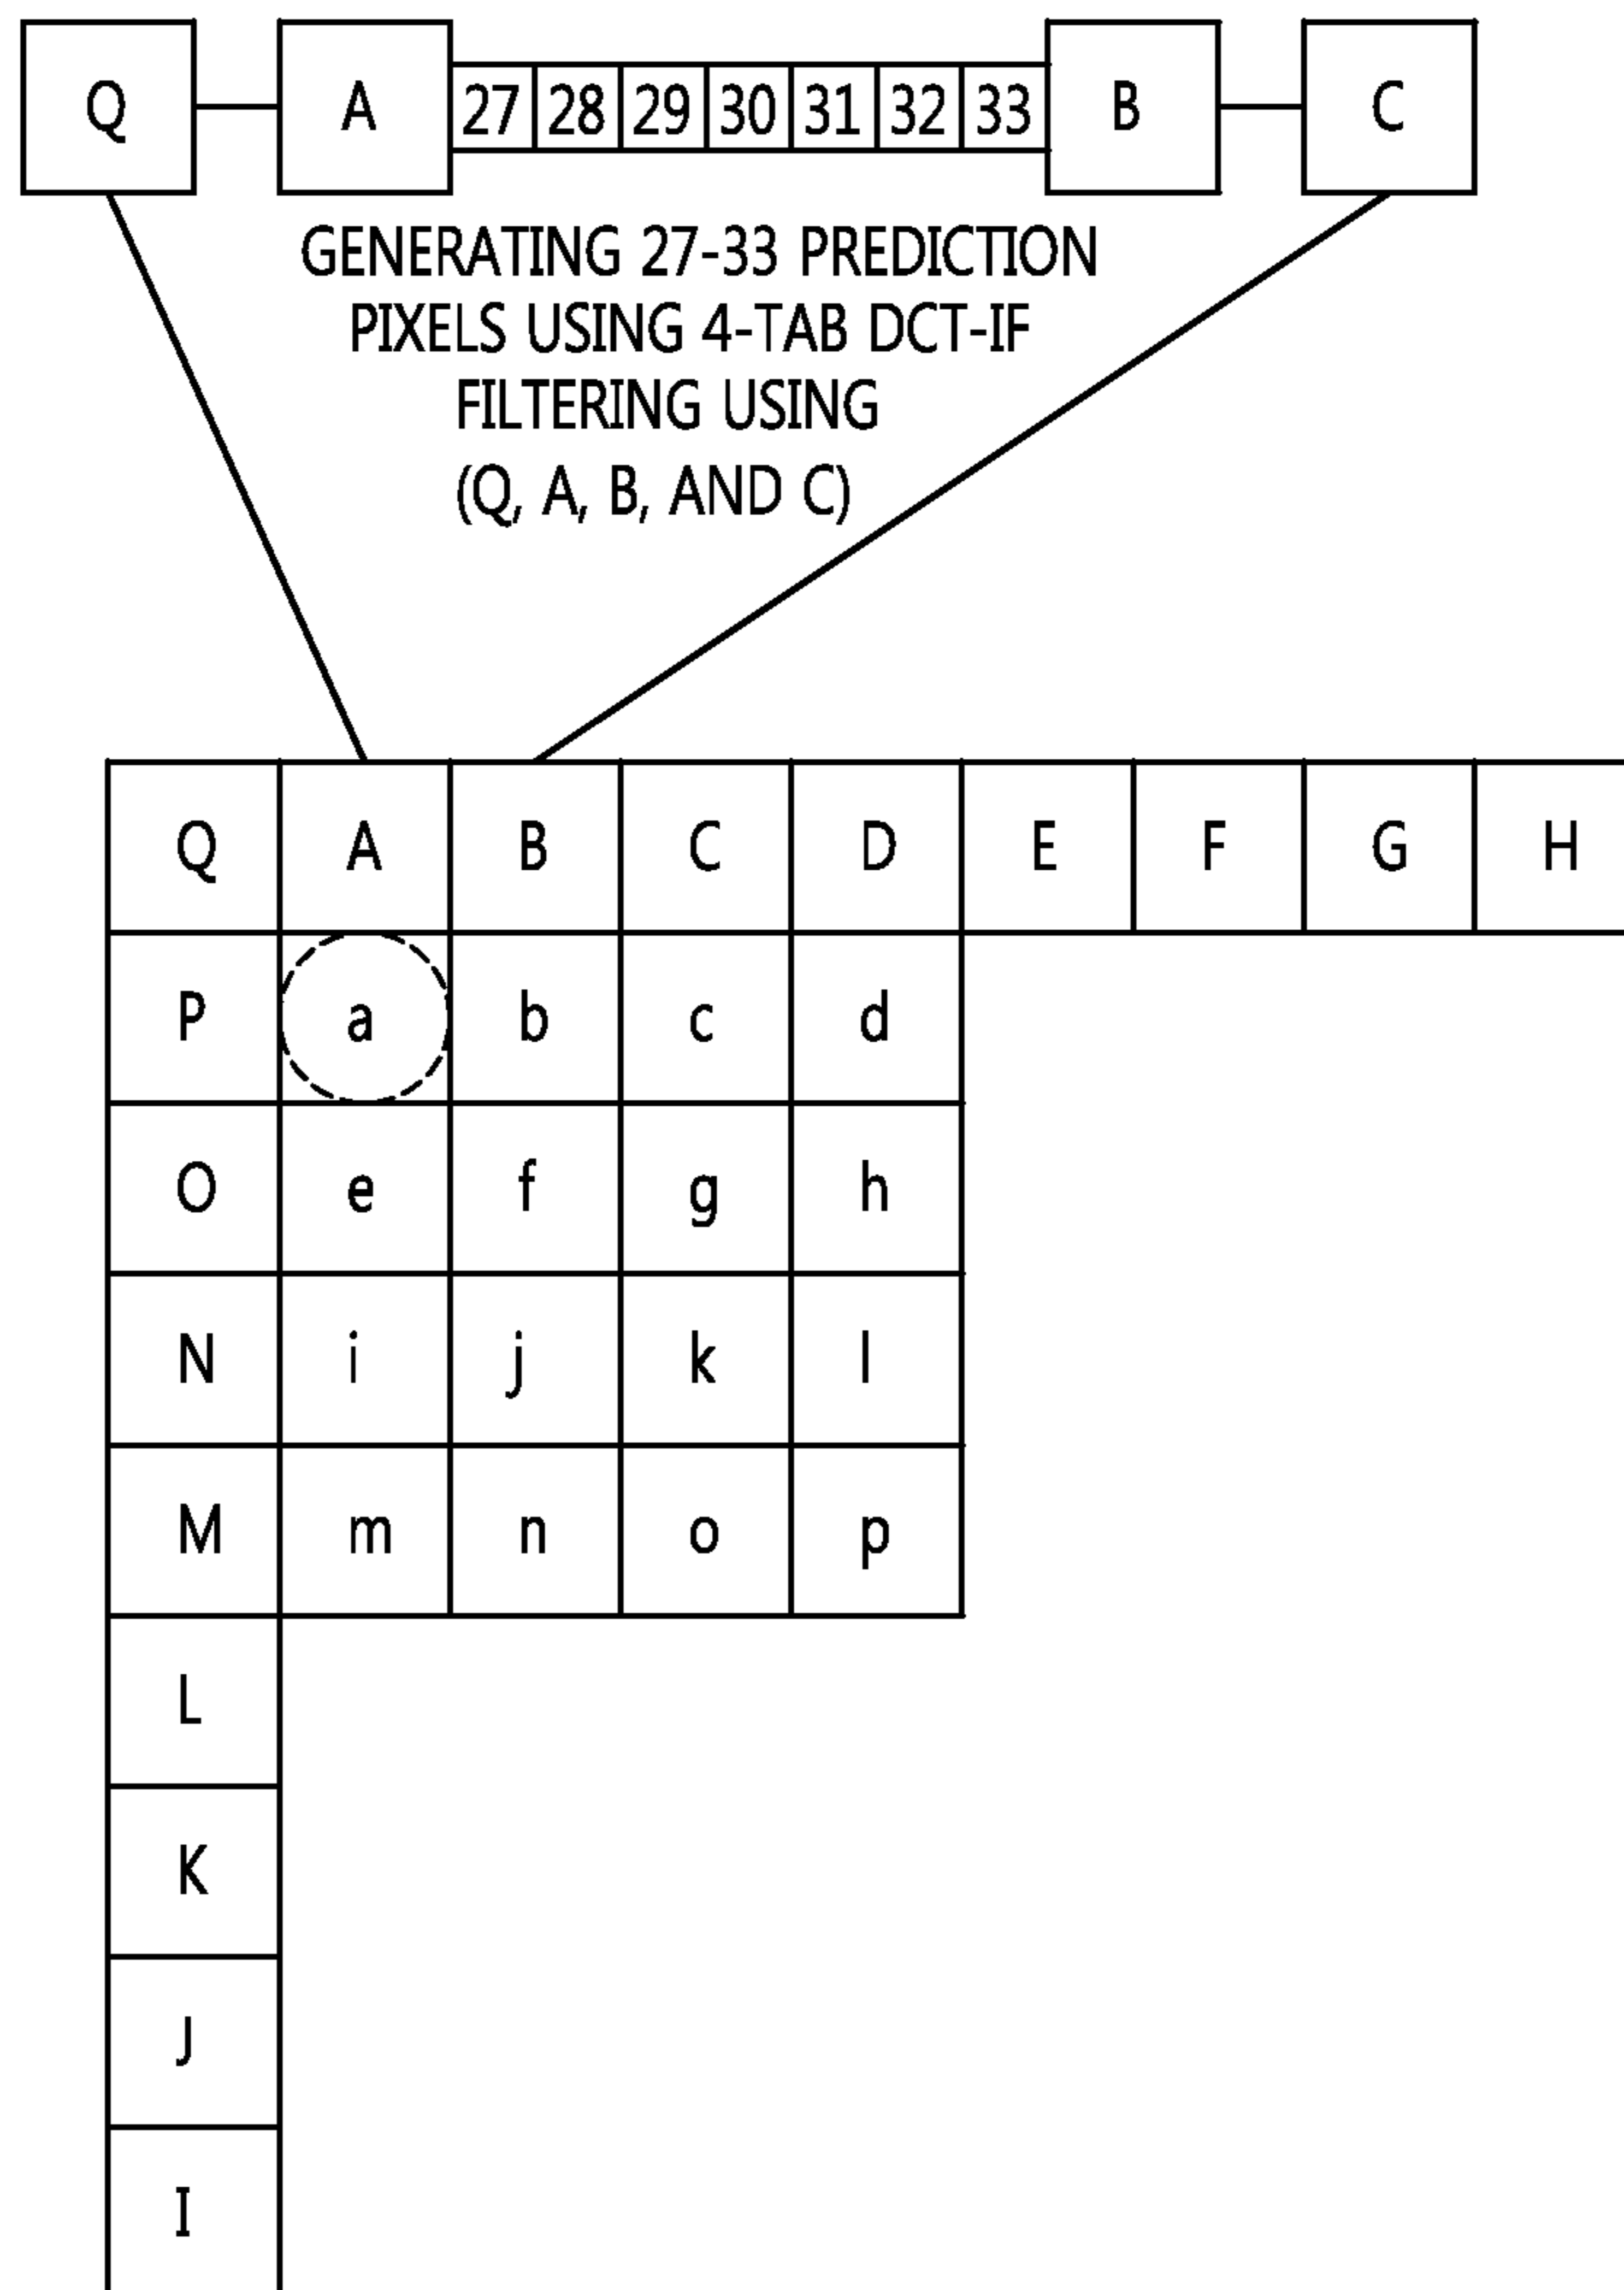 Q A 27 28 29 30 31 32 33 B C
GENERATING 27-33 PREDICTION
PIXELS USING 4-TAB DCT-IF
FILTERING USING
(Q, A, B, AND C)
Q A B C D E F G H
P a b c d
O e f g h
N i j k l
M m n o p
L
K
J
I